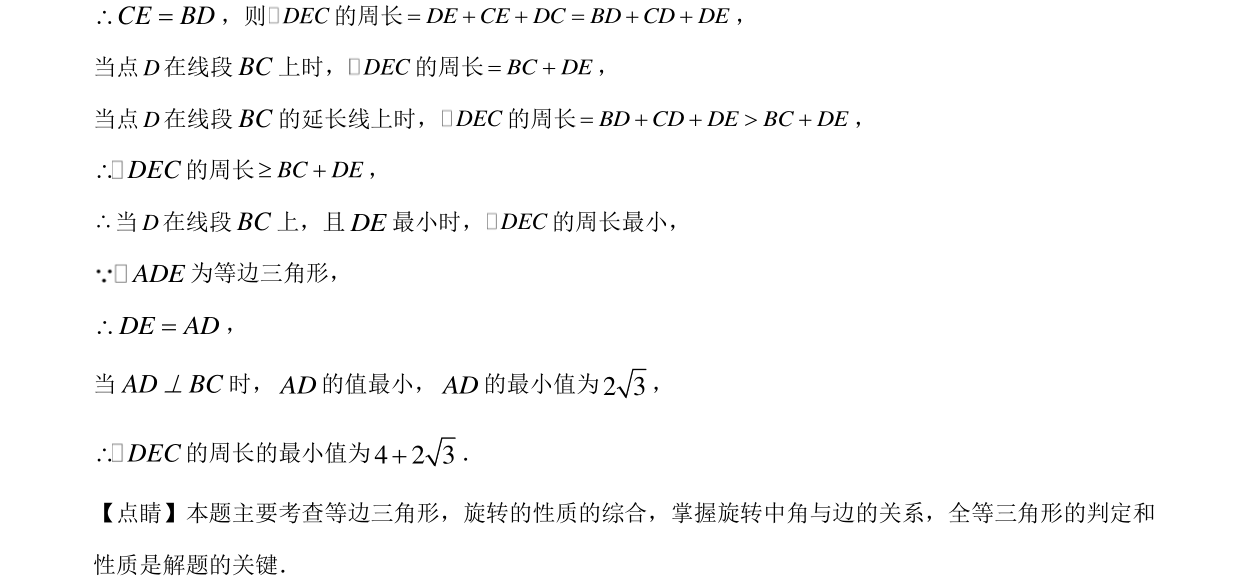 ∴CE = BD，则□DEC 的周长 = DE + CE + DC = BD + CD + DE，
当点 D 在线段 BC 上时，□DEC 的周长 = BC + DE，
当点 D 在线段 BC 的延长线上时，□DEC 的周长 = BD + CD + DE > BC + DE，
∴□DEC 的周长 ≥ BC + DE，
∴当 D 在线段 BC 上，且 DE 最小时，□DEC 的周长最小，
∵□ADE 为等边三角形，
∴DE = AD，
当 AD ⊥ BC 时，AD 的值最小，AD 的最小值为 2√3，
∴□DEC 的周长的最小值为 4 + 2√3．
【点睛】本题主要考查等边三角形，旋转的性质的综合，掌握旋转中角与边的关系，全等三角形的判定和
性质是解题的关键．